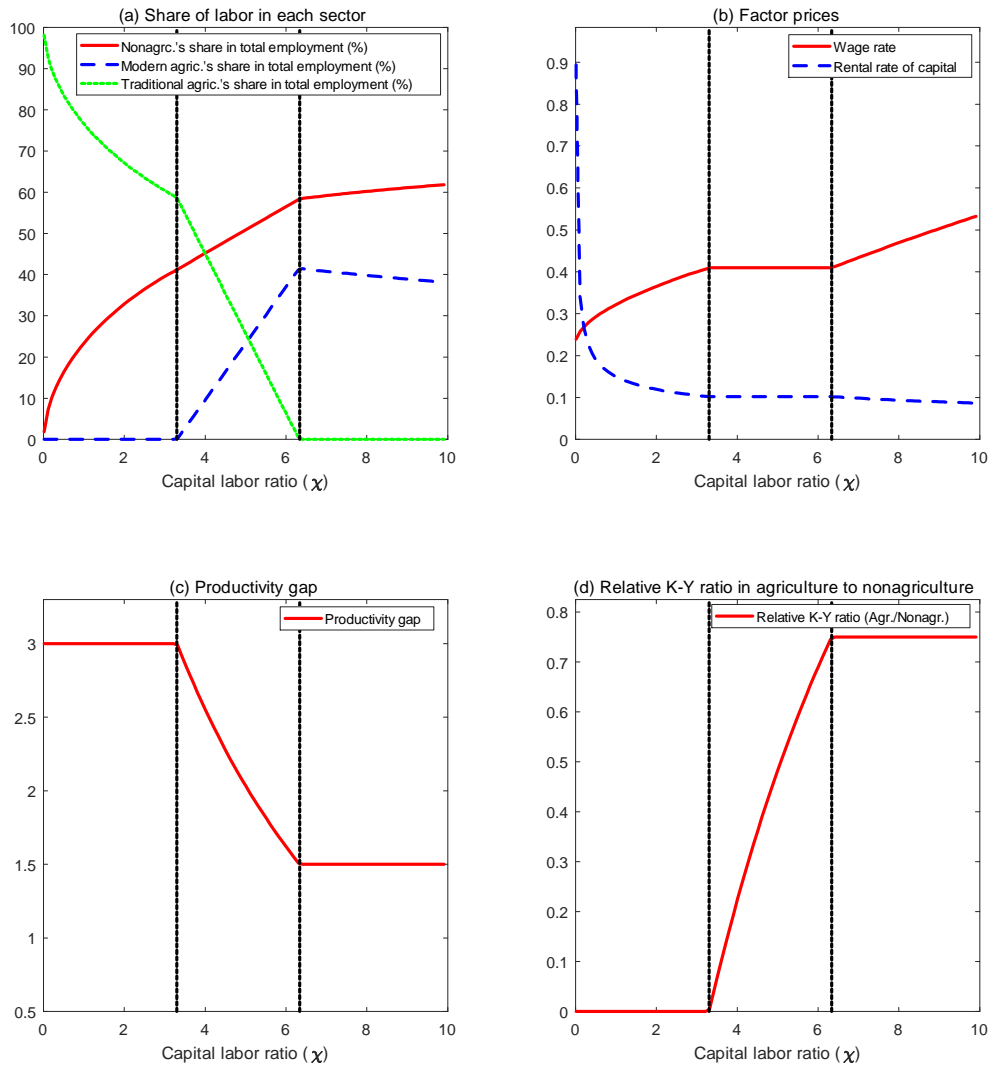 (a) Share of labor in each sector
Nonagrc.'s share in total employment (%)
Modern agric.'s share in total employment (%)
Traditional agric.'s share in total employment (%)
100
90
80
70
60
50
40
30
20
10
0
0 2 4 6 8 10
Capital labor ratio (χ)
(b) Factor prices
Wage rate
Rental rate of capital
0.9
0.8
0.7
0.6
0.5
0.4
0.3
0.2
0.1
0
0 2 4 6 8 10
Capital labor ratio (χ)
(c) Productivity gap
Productivity gap
3
2.5
2
1.5
1
0.5
0 2 4 6 8 10
Capital labor ratio (χ)
(d) Relative K-Y ratio in agriculture to nonagriculture
Relative K-Y ratio (Agr./Nonagr.)
0.8
0.7
0.6
0.5
0.4
0.3
0.2
0.1
0
0 2 4 6 8 10
Capital labor ratio (χ)